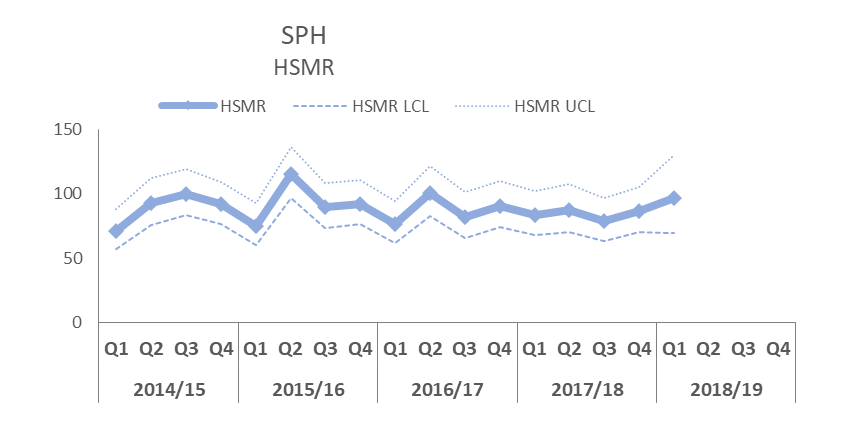 SPH
HSMR
HSMR HSMR LCL HSMR UCL
150
100
50
0
Q1 Q2 Q3 Q4 Q1 Q2 Q3 Q4 Q1 Q2 Q3 Q4 Q1 Q2 Q3 Q4 Q1 Q2 Q3 Q4
2014/15 2015/16 2016/17 2017/18 2018/19